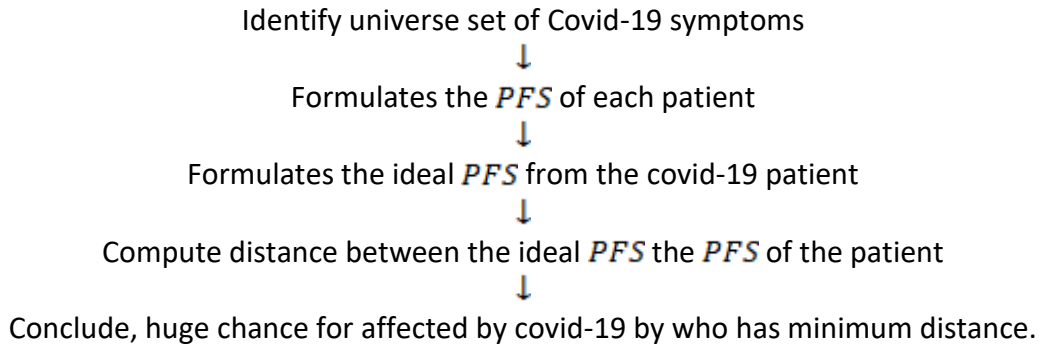 Identify universe set of Covid-19 symptoms
↓
Formulates the PFS of each patient
↓
Formulates the ideal PFS from the covid-19 patient
↓
Compute distance between the ideal PFS the PFS of the patient
↓
Conclude, huge chance for affected by covid-19 by who has minimum distance.